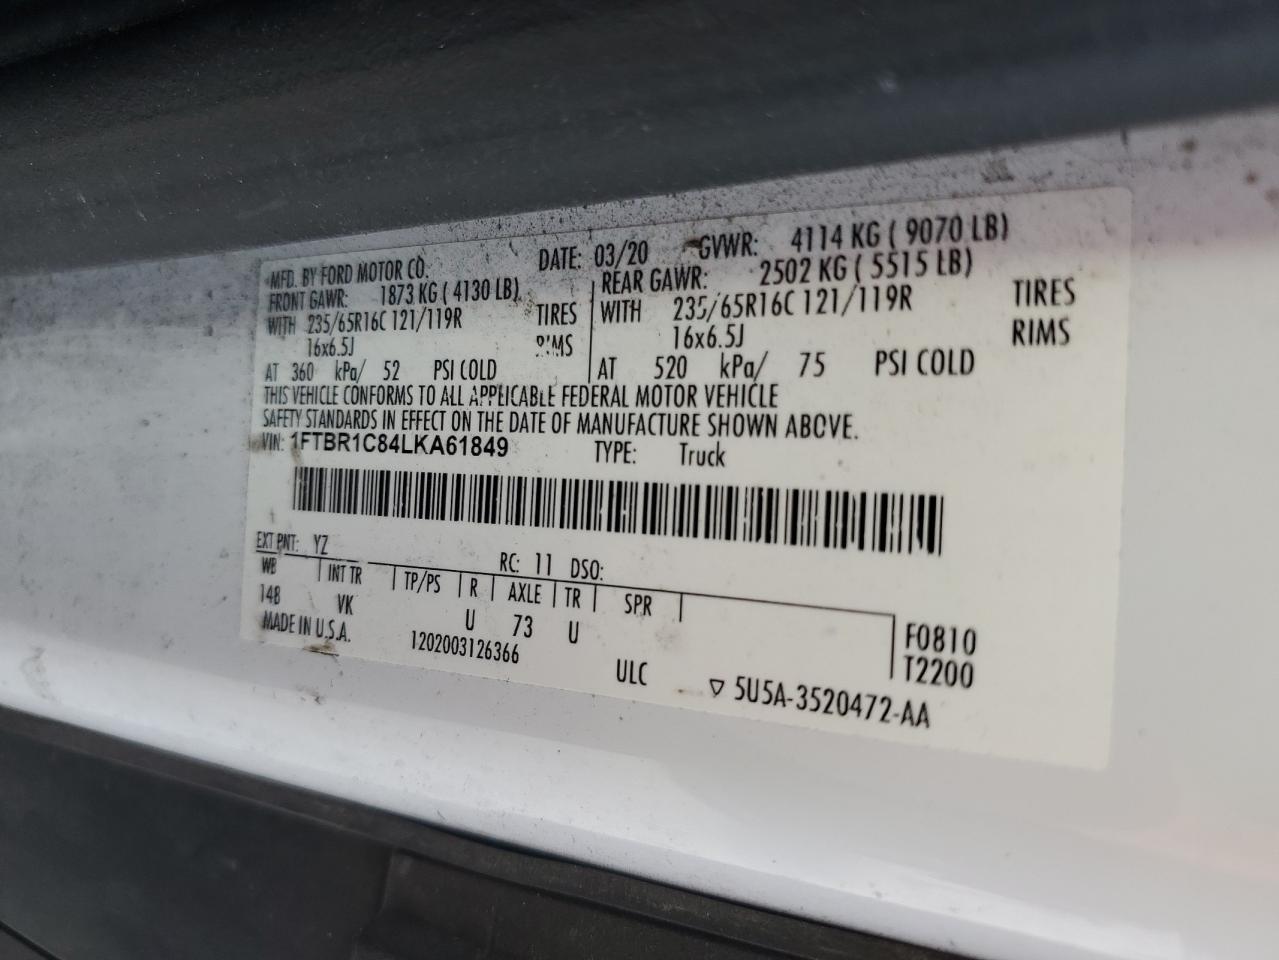 MFD. BY FORD MOTOR CO. DATE: 03/20 GVWR: 4114 KG ( 9070 LB)
FRONT GAWR: 1873 KG ( 4130 LB) REAR GAWR: 2502 KG ( 5515 LB)
WITH 235/65R16C 121/119R TIRES WITH 235/65R16C 121/119R TIRES
16x6.5J RIMS 16x6.5J RIMS
AT 360 kPa/ 52 PSI COLD AT 520 kPa/ 75 PSI COLD
THIS VEHICLE CONFORMS TO ALL APPLICABLE FEDERAL MOTOR VEHICLE
SAFETY STANDARDS IN EFFECT ON THE DATE OF MANUFACTURE SHOWN ABOVE.
VIN: 1FTBR1C84LKA61849 TYPE: Truck
EXT PNT: YZ RC: 11 DSO:
WB INT TR TP/PS R AXLE TR SPR
148 VK U 73 U F0810
MADE IN U.S.A. 1202003126366 ULC T2200
▽ 5U5A-3520472-AA